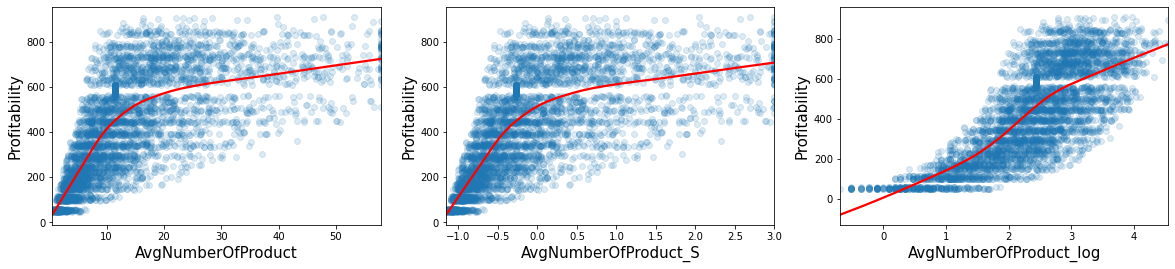 Profitability
800
600
400
200
0
10 20 30 40 50
AvgNumberOfProduct
Profitability
800
600
400
200
0
-1.0 -0.5 0.0 0.5 1.0 1.5 2.0 2.5 3.0
AvgNumberOfProduct_S
Profitability
800
600
400
200
0
0 1 2 3 4
AvgNumberOfProduct_log